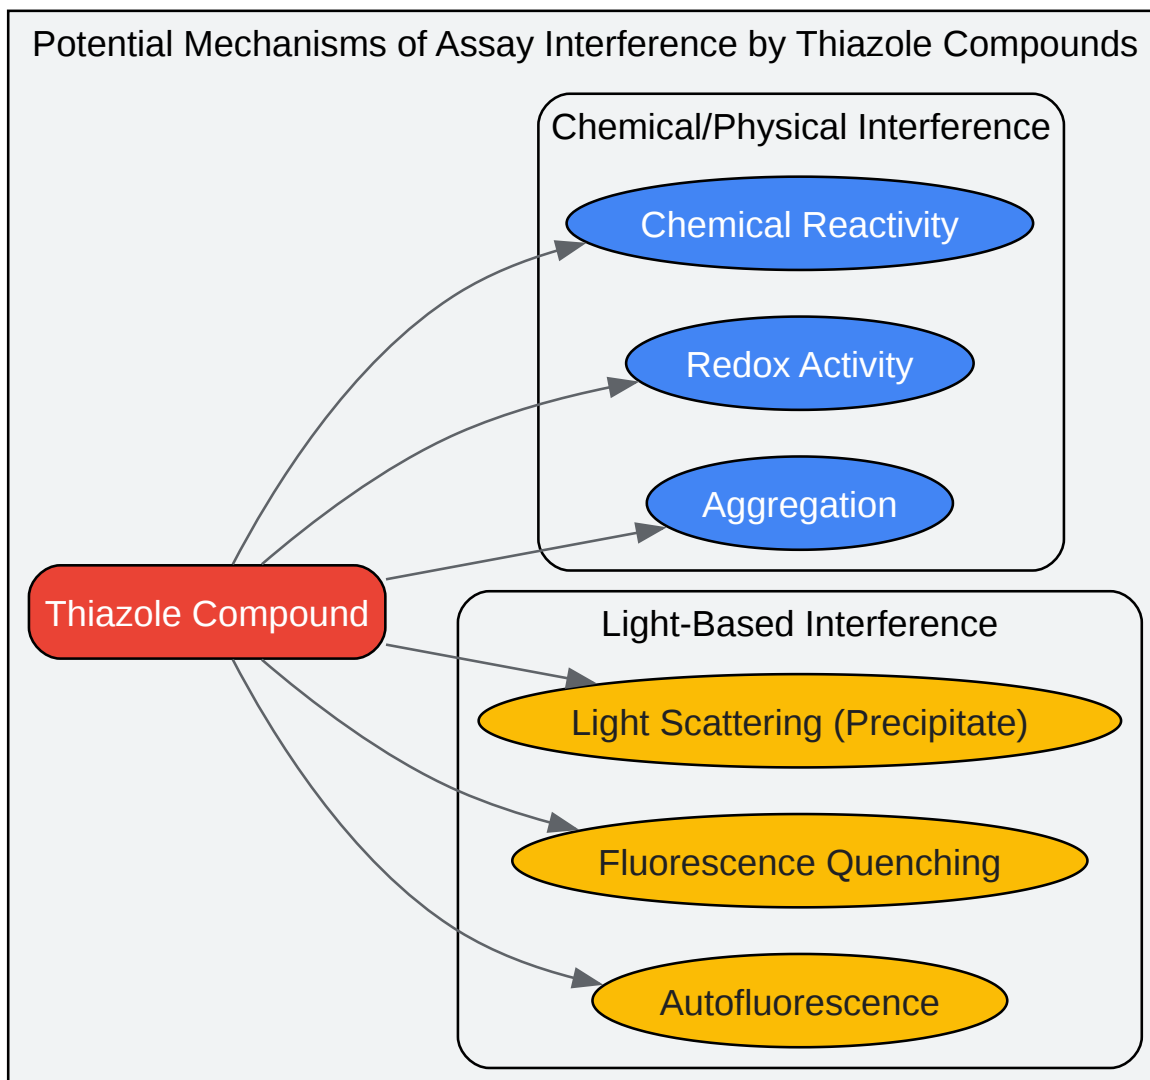 Potential Mechanisms of Assay Interference by Thiazole Compounds
Chemical/Physical Interference
Chemical Reactivity
Redox Activity
Aggregation
Thiazole Compound
Light-Based Interference
Light Scattering (Precipitate)
Fluorescence Quenching
Autofluorescence